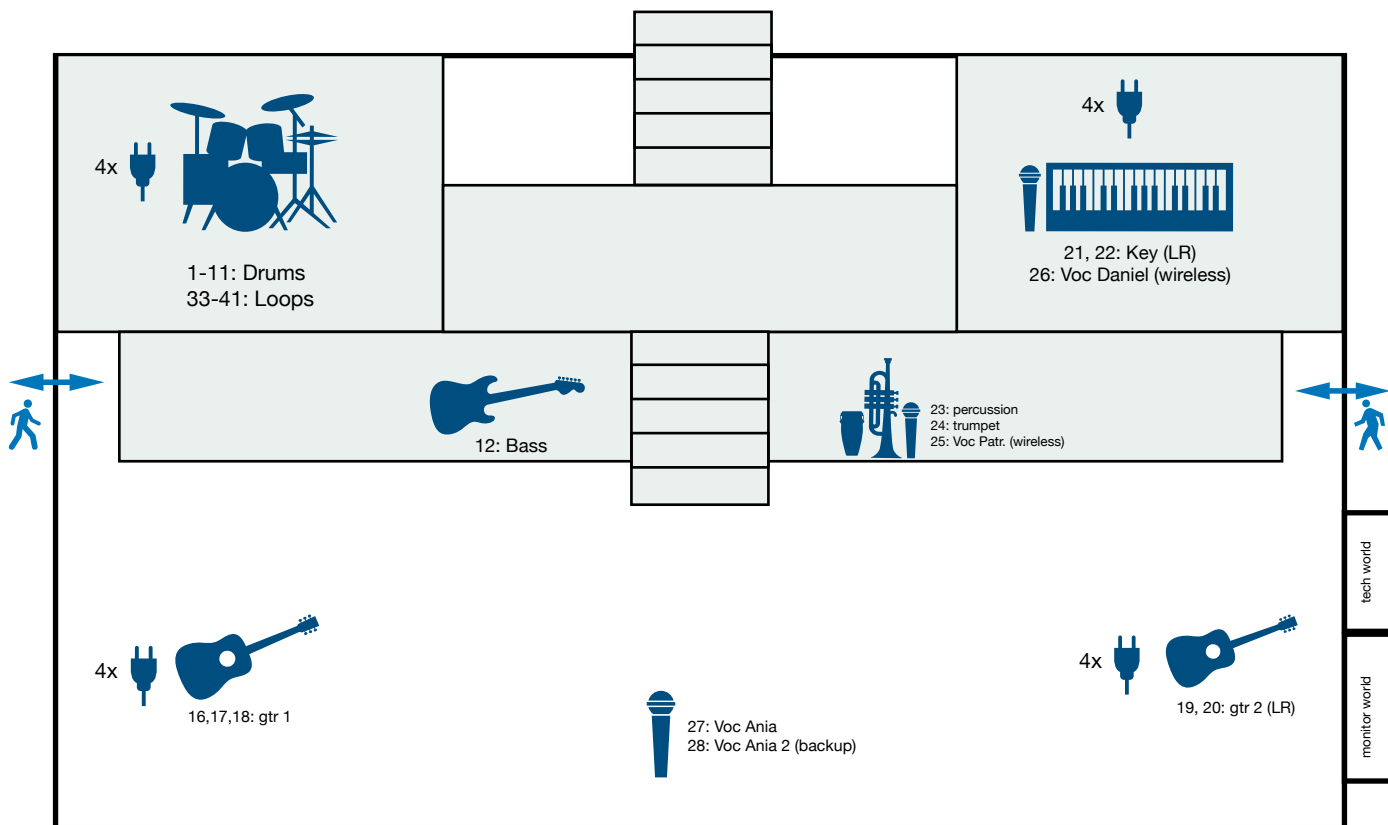 4x
4x
1-11: Drums
33-41: Loops
21, 22: Key (LR)
26: Voc Daniel (wireless)
12: Bass
23: percussion
24: trumpet
25: Voc Patr. (wireless)
tech world
4x
16,17,18: gtr 1
4x
19, 20: gtr 2 (LR)
monitor world
27: Voc Ania
28: Voc Ania 2 (backup)